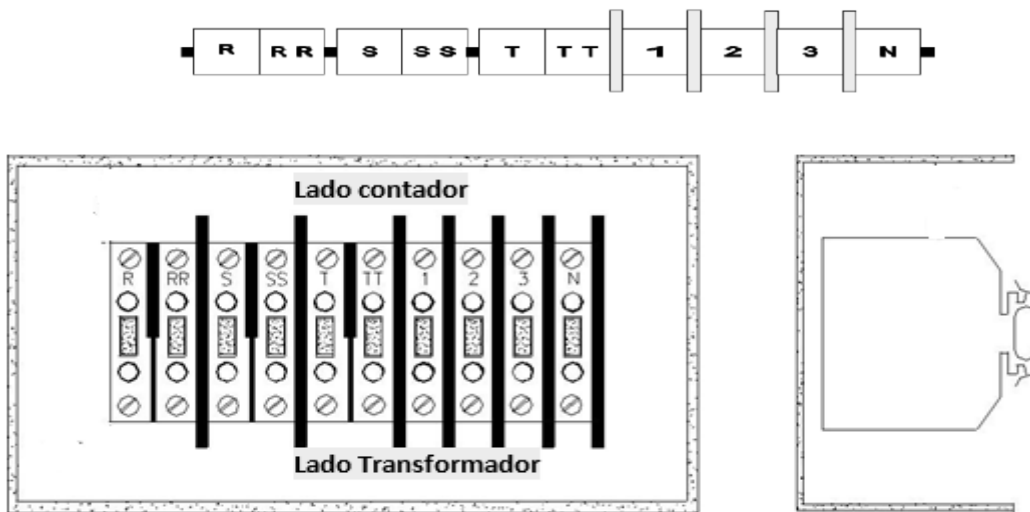 R RR S SS T TT 1 2 3 N
Lado contador
R RR S SS T TT 1 2 3 N
Lado Transformador